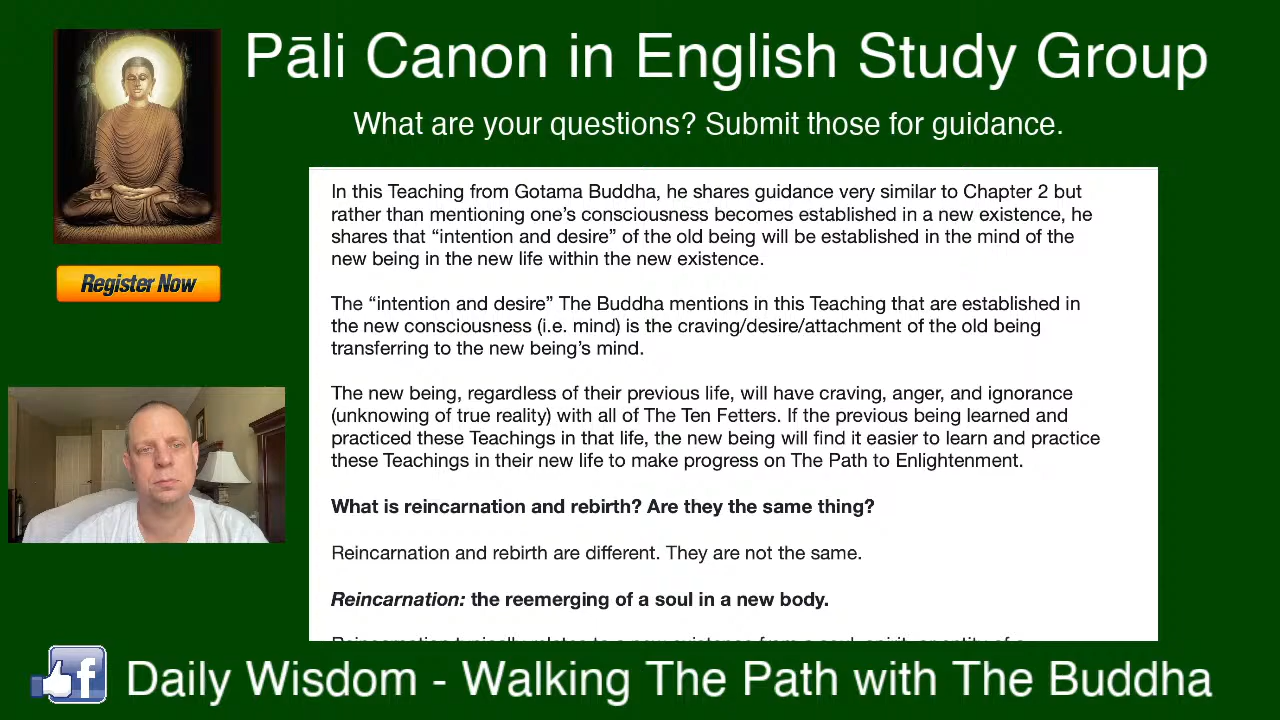 Pāli Canon in English Study Group
What are your questions? Submit those for guidance.
Register Now
In this Teaching from Gotama Buddha, he shares guidance very similar to Chapter 2 but
rather than mentioning one's consciousness becomes established in a new existence, he
shares that “intention and desire” of the old being will be established in the mind of the
new being in the new life within the new existence.
The “intention and desire” The Buddha mentions in this Teaching that are established in
the new consciousness (i.e. mind) is the craving/desire/attachment of the old being
transferring to the new being's mind.
The new being, regardless of their previous life, will have craving, anger, and ignorance
(unknowing of true reality) with all of The Ten Fetters. If the previous being learned and
practiced these Teachings in that life, the new being will find it easier to learn and practice
these Teachings in their new life to make progress on The Path to Enlightenment.
What is reincarnation and rebirth? Are they the same thing?
Reincarnation and rebirth are different. They are not the same.
Reincarnation: the reemerging of a soul in a new body.
f
Daily Wisdom - Walking The Path with The Buddha